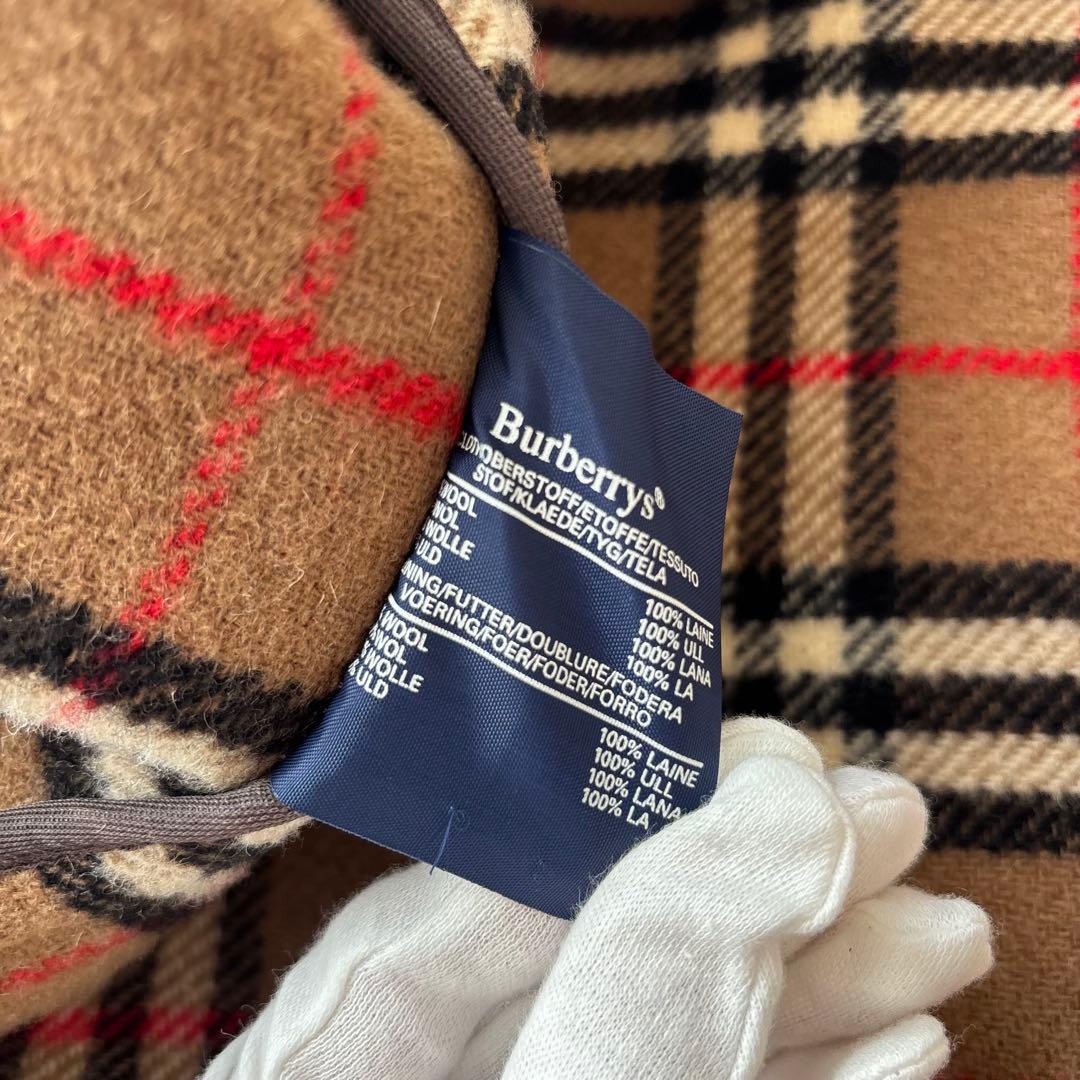 Burberrys®
OBERSTOFF/ETOFFE/TESSUTO
STOF/KLAEDE/TYG/TELA
WOOL 100% LAINE
WOL 100% ULL
WOLLE 100% LANA
ULD 100% LA
NING/FUTTER/DOUBLURE/FODERA
VOERING/FOER/FODER/FORRO
WOOL 100% LAINE
WOL 100% ULL
WOLLE 100% LANA
ULD 100% LA